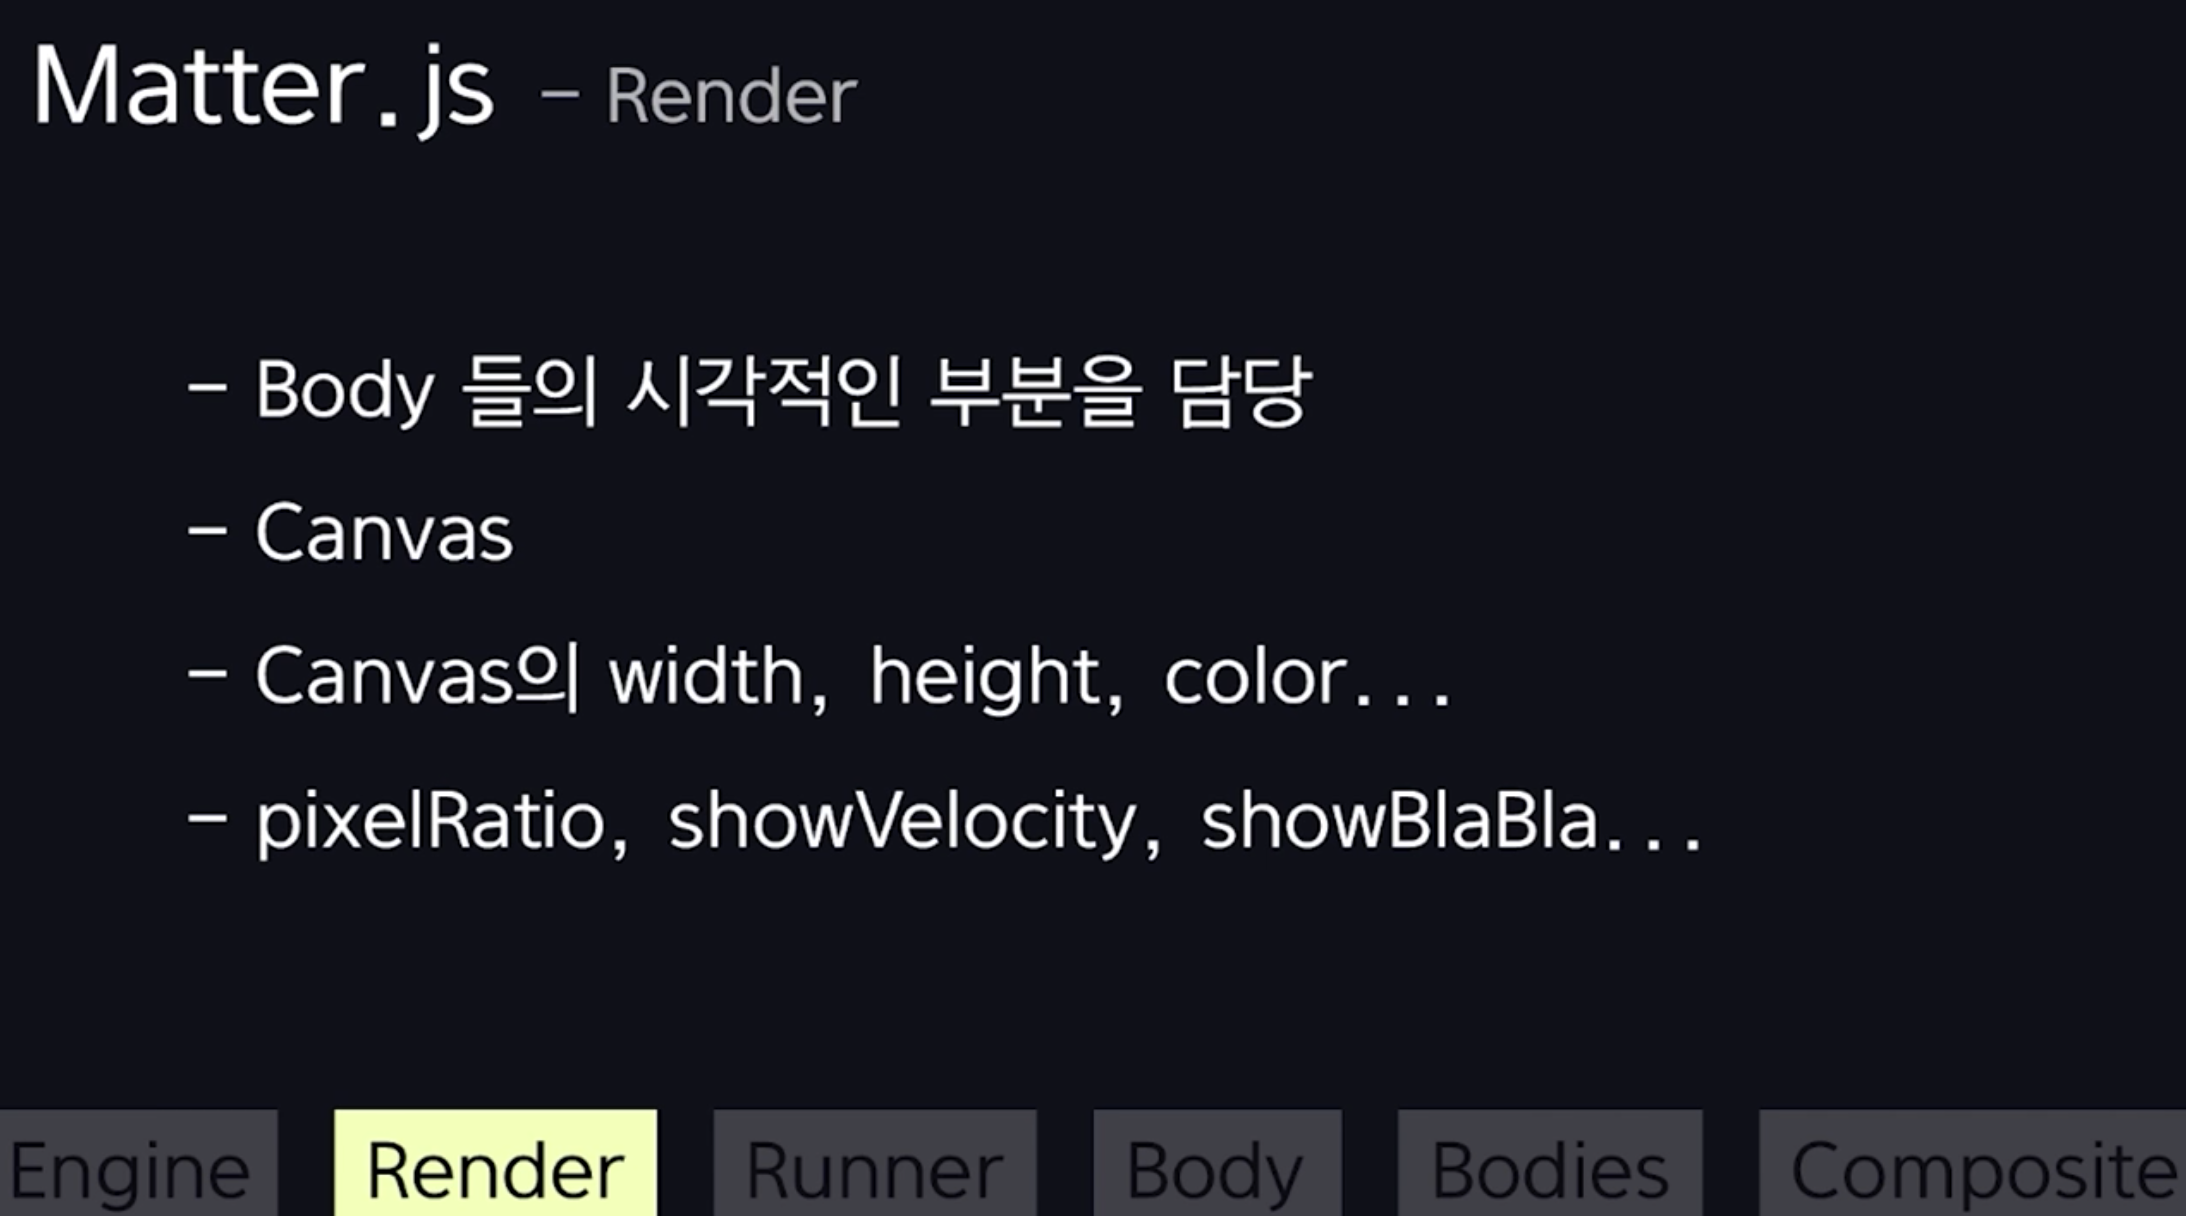 Matter.js - Render
- Body 들의 시각적인 부분을 담당
- Canvas
- Canvas의 width, height, color...
- pixelRatio, showVelocity, showBlaBla...
Engine Render Runner Body Bodies Composite